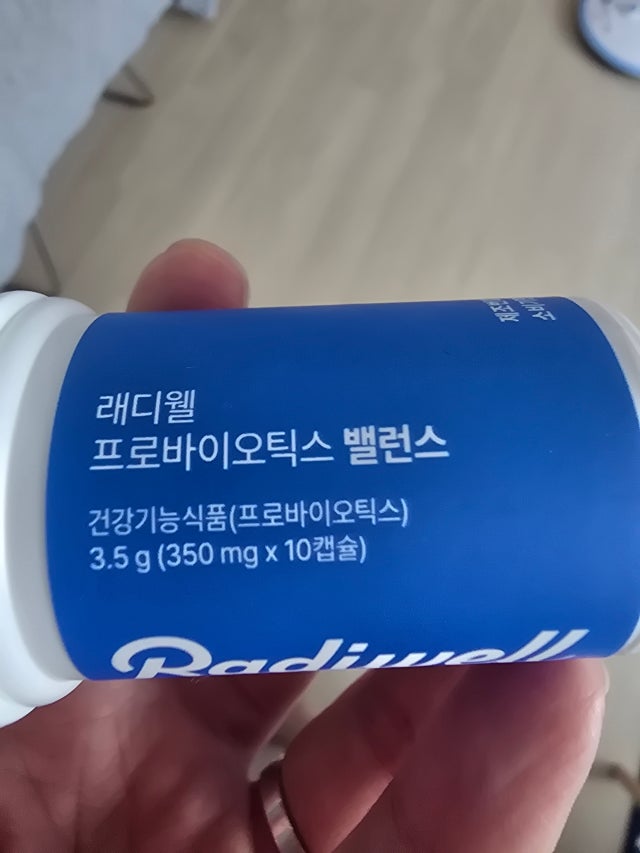 래디웰
프로바이오틱스 밸런스
건강기능식품(프로바이오틱스)
3.5 g (350 mg x 10캡슐)
Radiwell